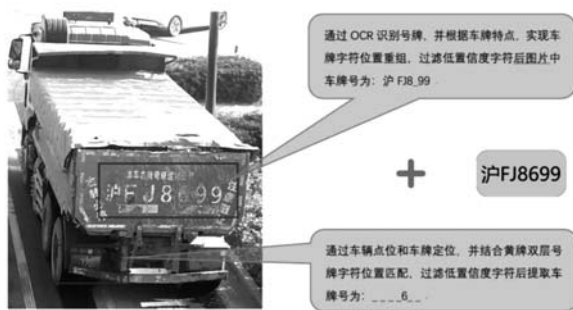 通过 OCR 识别号牌，并根据车牌特点，实现车
牌字符位置重组，过滤低置信度字符后图片中
车牌号为：沪 FJ8_99
沪FJ8699
+
沪FJ8699
通过车辆点位和车牌定位，并结合黄牌双层号
牌字符位置匹配，过滤低置信度字符后提取车
牌号为：_ _ _ _6_ _